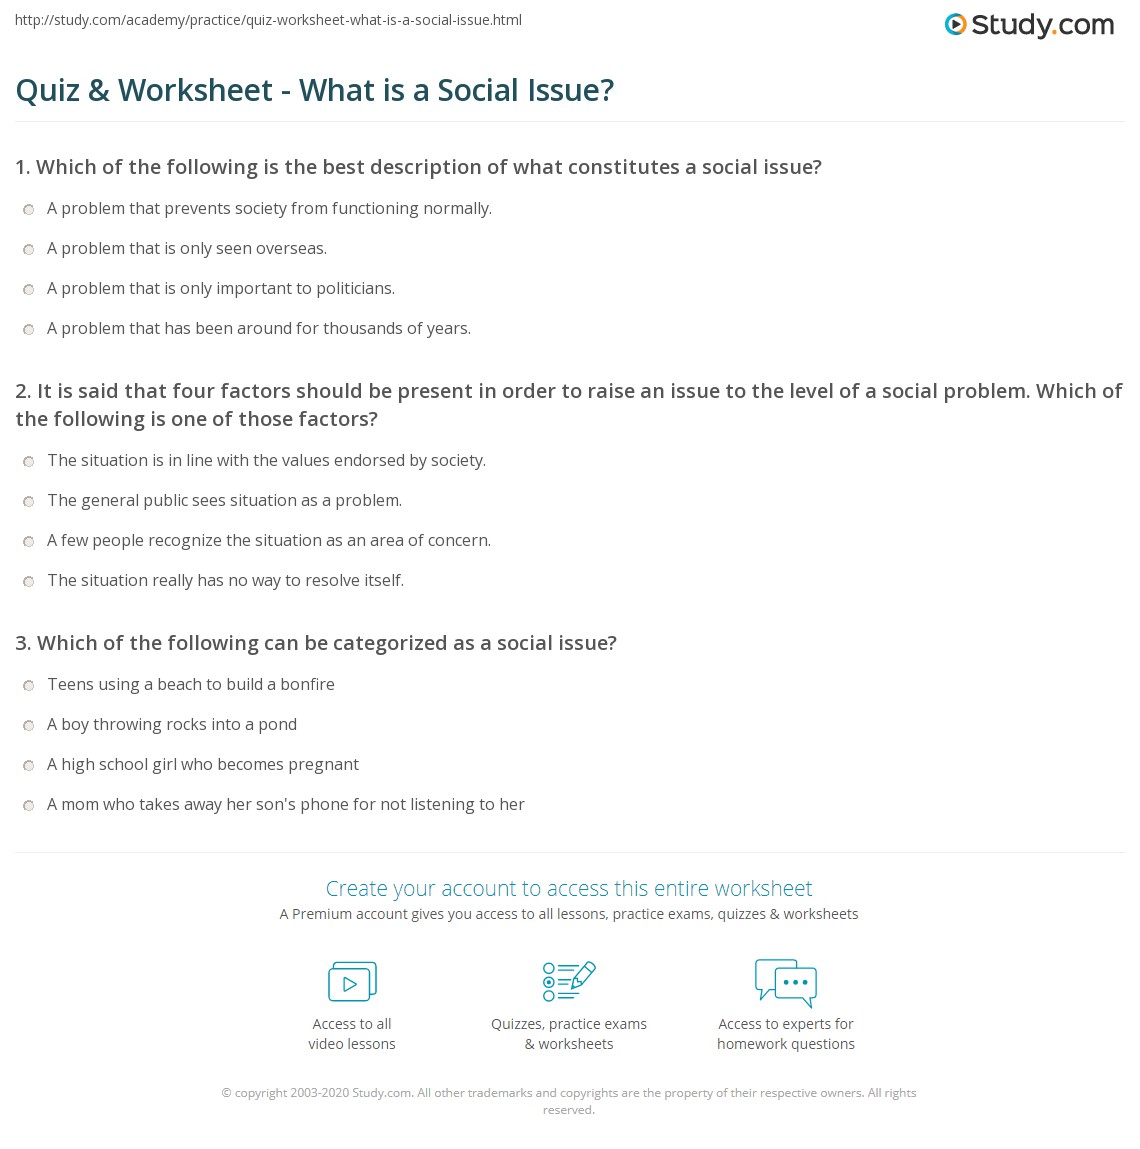 http://study.com/academy/practice/quiz-worksheet-what-is-a-social-issue.html
Study.com
Quiz & Worksheet - What is a Social Issue?
1. Which of the following is the best description of what constitutes a social issue?
A problem that prevents society from functioning normally.
A problem that is only seen overseas.
A problem that is only important to politicians.
A problem that has been around for thousands of years.
2. It is said that four factors should be present in order to raise an issue to the level of a social problem. Which of
the following is one of those factors?
The situation is in line with the values endorsed by society.
The general public sees situation as a problem.
A few people recognize the situation as an area of concern.
The situation really has no way to resolve itself.
3. Which of the following can be categorized as a social issue?
Teens using a beach to build a bonfire
A boy throwing rocks into a pond
A high school girl who becomes pregnant
A mom who takes away her son's phone for not listening to her
Create your account to access this entire worksheet
A Premium account gives you access to all lessons, practice exams, quizzes & worksheets
Access to all
video lessons
Quizzes, practice exams
& worksheets
Access to experts for
homework questions
© copyright 2003-2020 Study.com. All other trademarks and copyrights are the property of their respective owners. All rights
reserved.